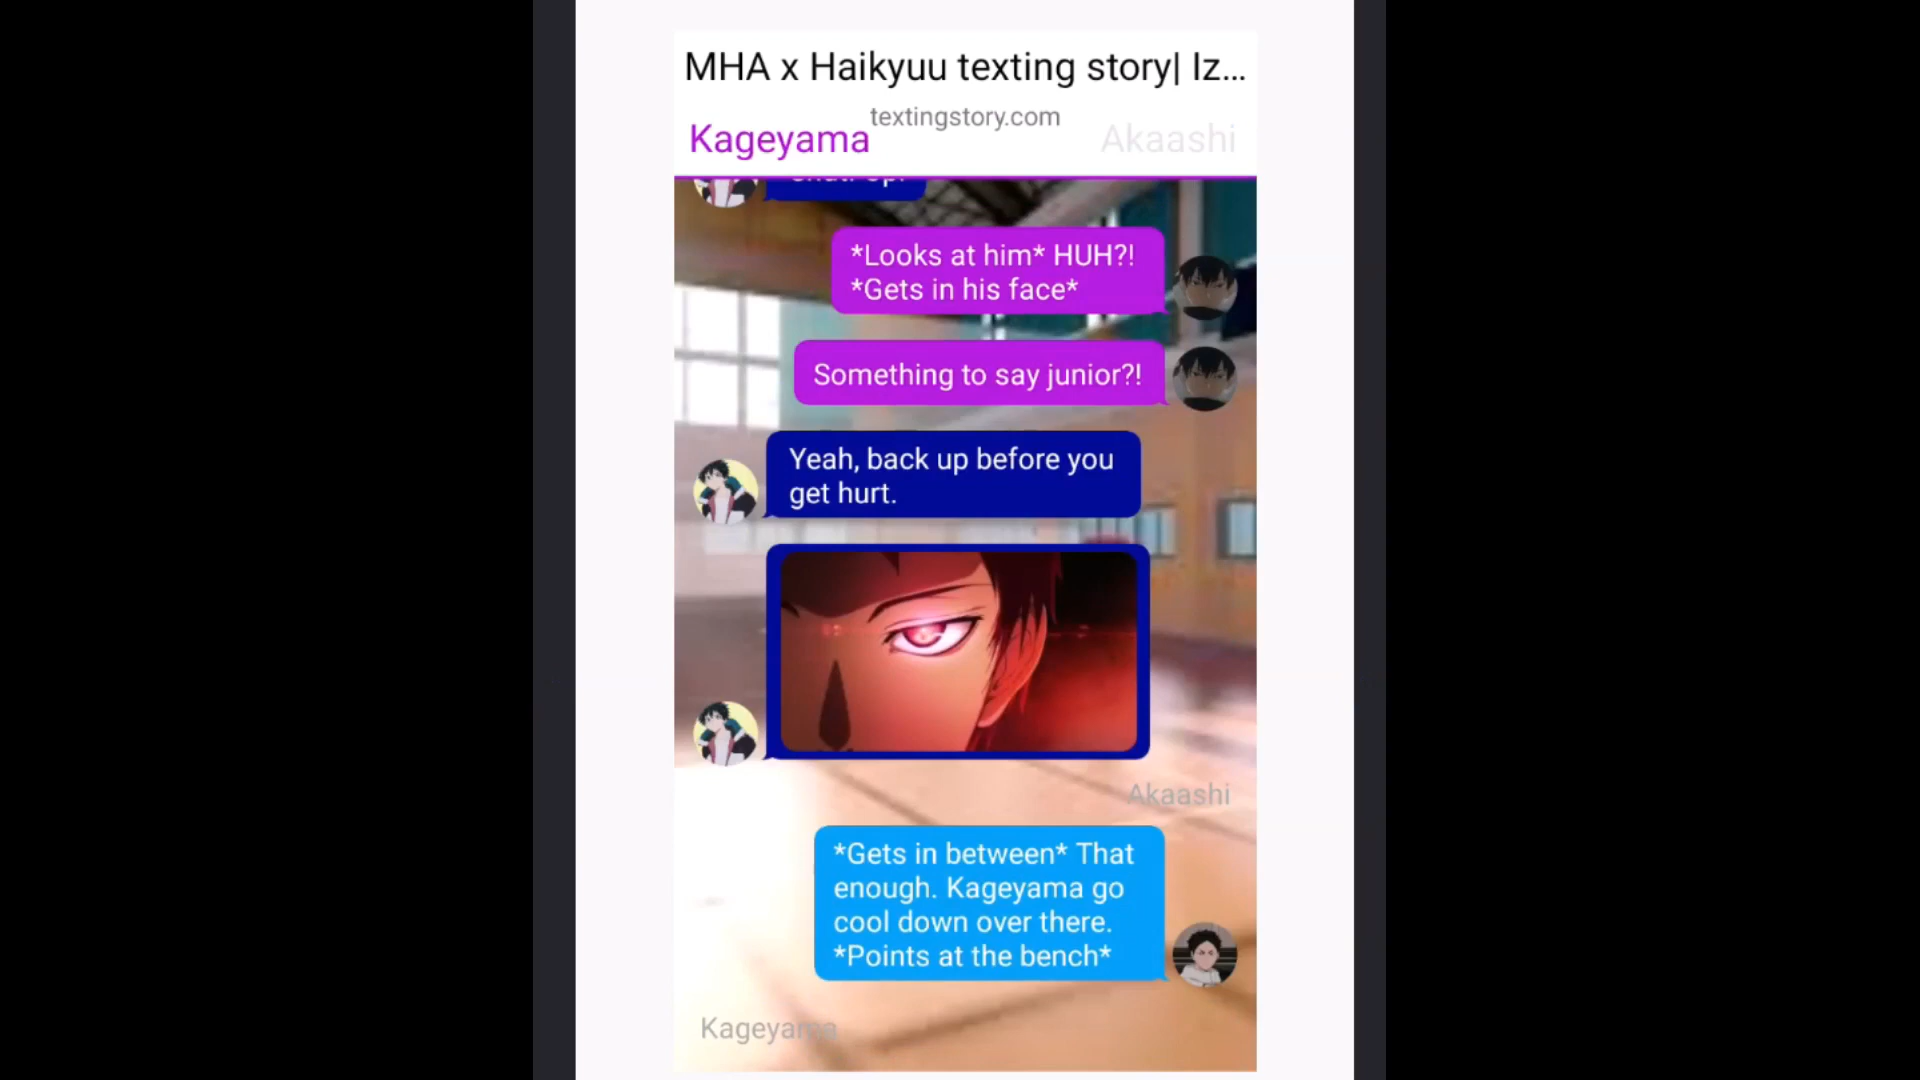 MHA x Haikyuu texting story| Iz...
textingstory.com
Kageyama
Akaashi
*Looks at him* HUH?!
*Gets in his face*
Something to say junior?!
Yeah, back up before you
get hurt.
Akaashi
*Gets in between* That
enough. Kageyama go
cool down over there.
*Points at the bench*
Kageyama